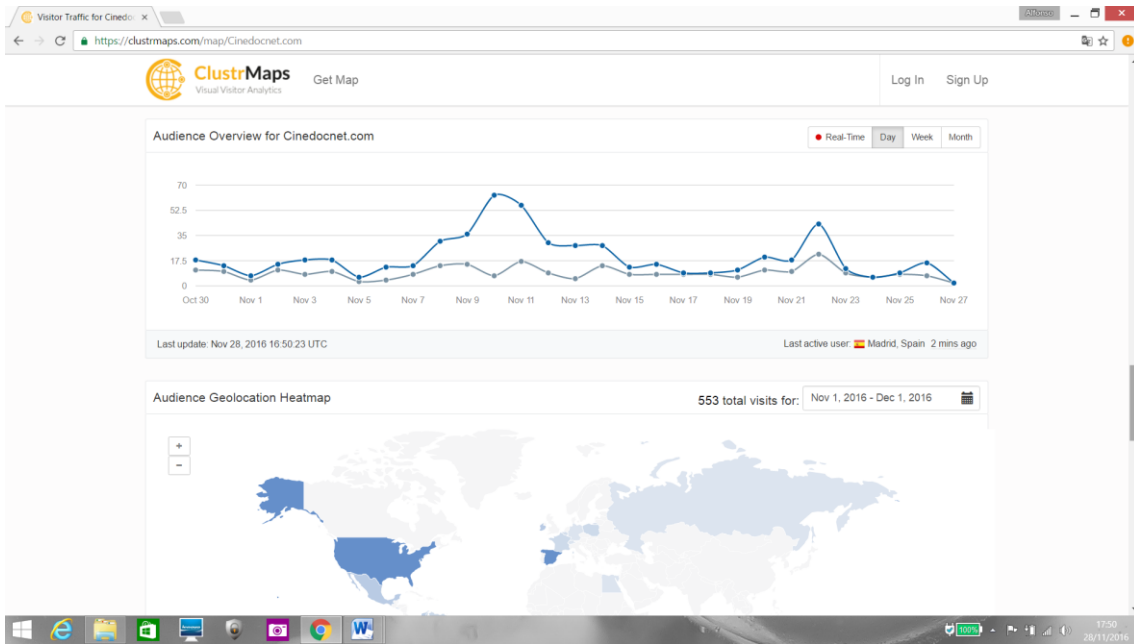 Visitor Traffic for Cinedo
Alfonso
https://clustrmaps.com/map/Cinedocnet.com
ClustrMaps
Visual Visitor Analytics
Get Map
Log In
Sign Up
Audience Overview for Cinedocnet.com
Real-Time
Day
Week
Month
70
52.5
35
17.5
0
Oct 30
Nov 1
Nov 3
Nov 5
Nov 7
Nov 9
Nov 11
Nov 13
Nov 15
Nov 17
Nov 19
Nov 21
Nov 23
Nov 25
Nov 27
Last update: Nov 28, 2016 16:50:23 UTC
Last active user: Madrid, Spain 2 mins ago
Audience Geolocation Heatmap
553 total visits for:
Nov 1, 2016 - Dec 1, 2016
+
-
100%
17:50
28/11/2016